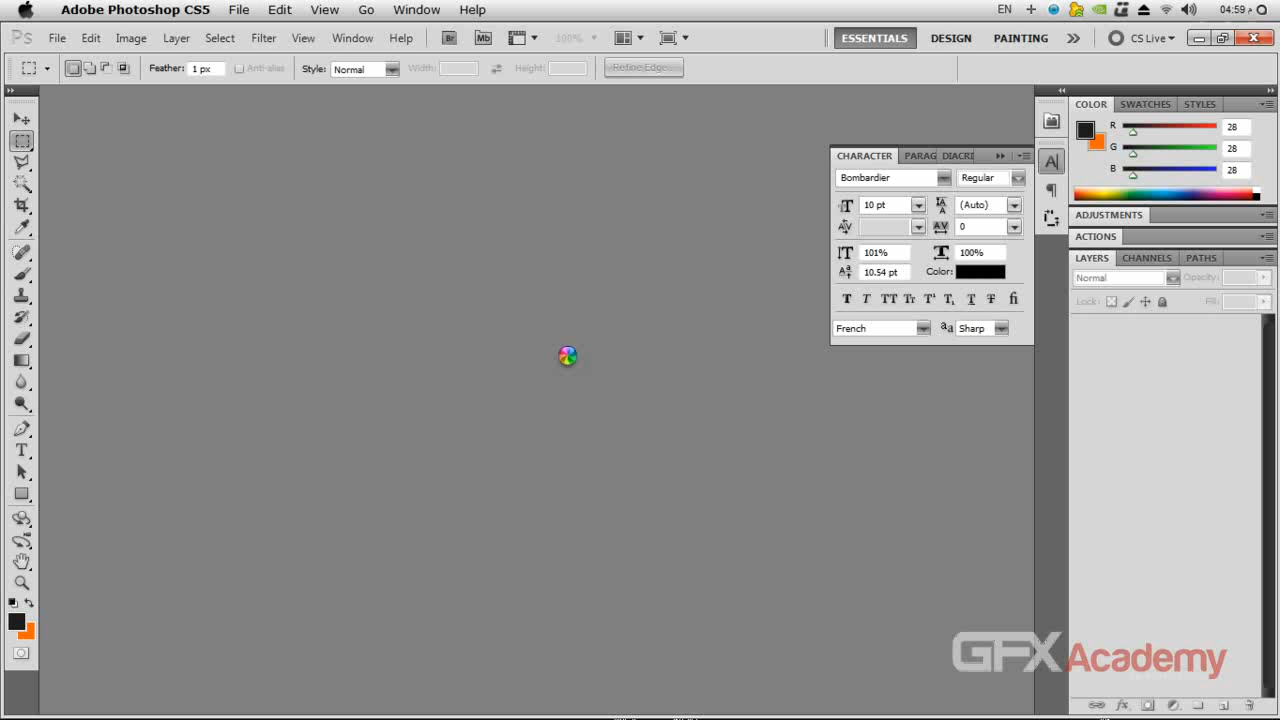 Adobe Photoshop CS5 File Edit View Go Window Help EN 04:59 م
Ps File Edit Image Layer Select Filter View Window Help Br Mb 100% ESSENTIALS DESIGN PAINTING CS Live
Feather: 1 px Anti-alias Style: Normal Width: Height: Refine Edge...
COLOR SWATCHES STYLES
R 28
G 28
B 28
CHARACTER PARAG DIACRI
Bombardier Regular
10 pt (Auto)
0
101% 100%
10.54 pt Color:
French Sharp
ADJUSTMENTS
ACTIONS
LAYERS CHANNELS PATHS
Normal Opacity:
Lock: Fill:
GFX Academy